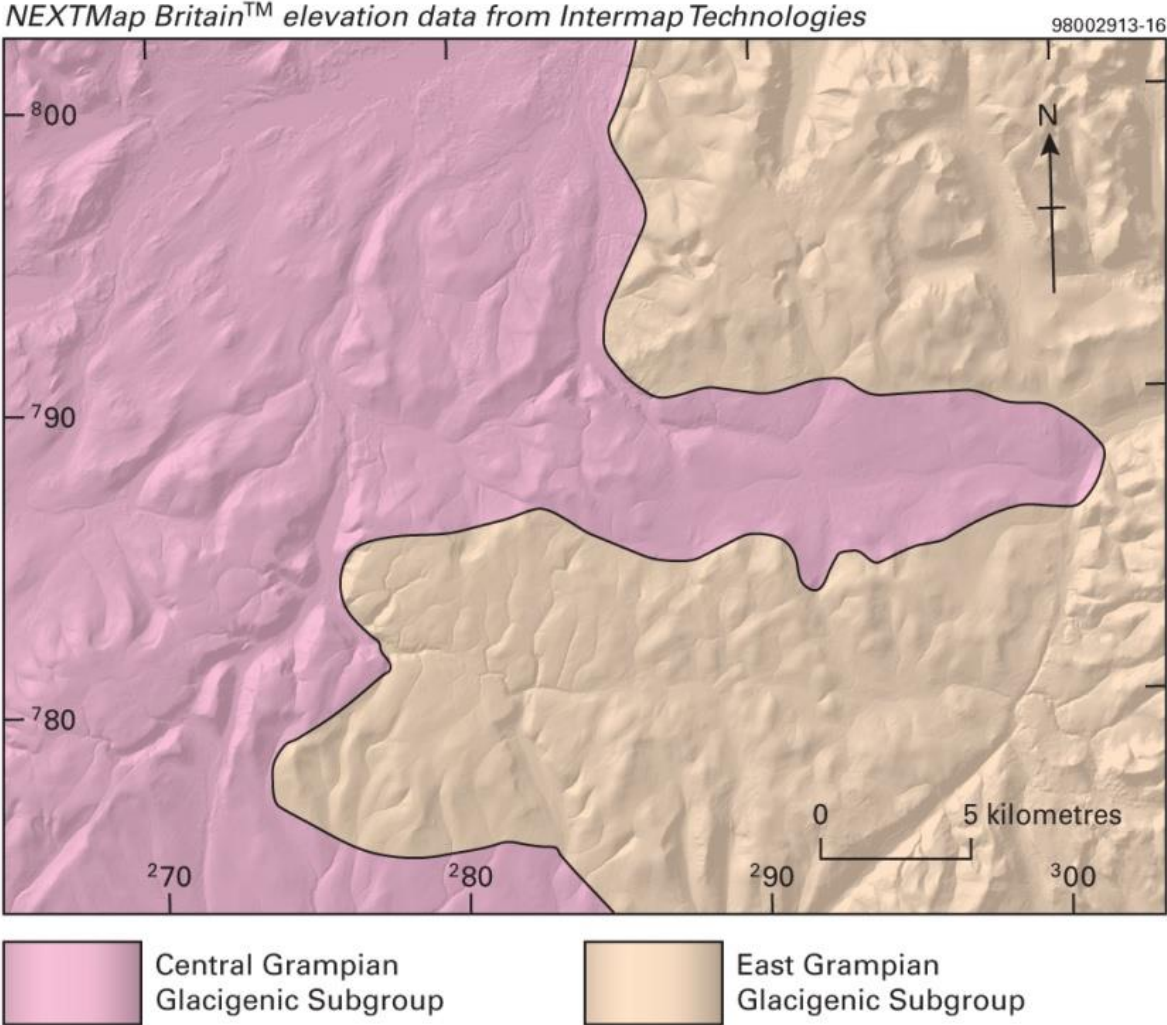 NEXTMap Britain™ elevation data from Intermap Technologies
98002913-16
⁸00
N
⁷90
⁷80
0 5 kilometres
²70 ²80 ²90 ³00
Central Grampian
Glacigenic Subgroup
East Grampian
Glacigenic Subgroup